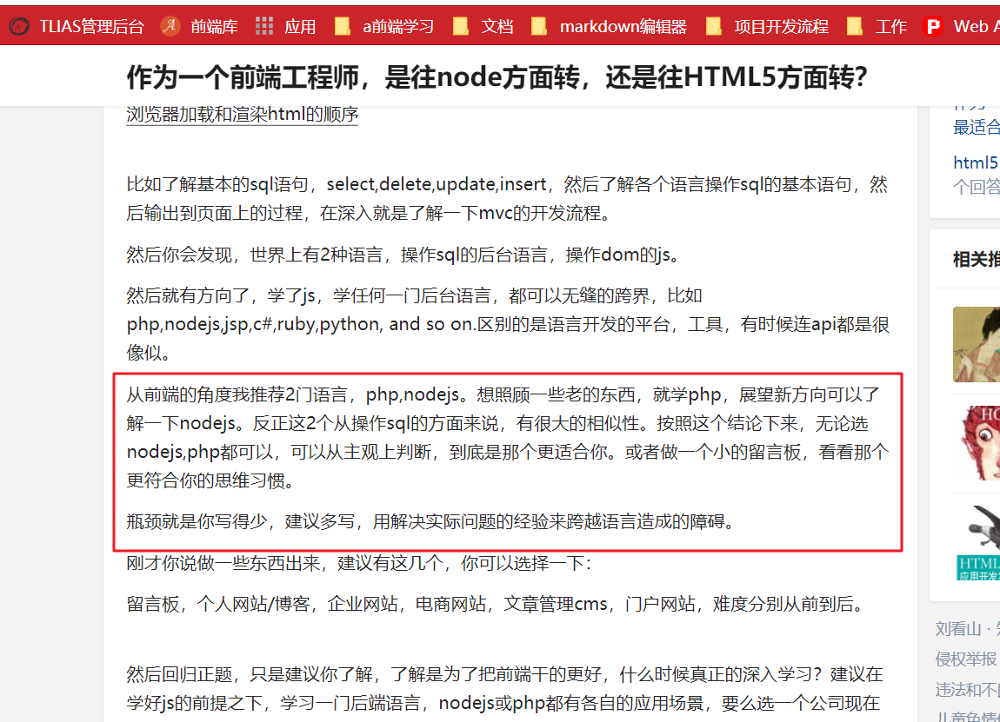 TLIAS管理后台 前端库 应用 a前端学习 文档 markdown编辑器 项目开发流程 工作 Web A
作为一个前端工程师，是往node方面转，还是往HTML5方面转？
浏览器加载和渲染html的顺序
比如了解基本的sql语句，select,delete,update,insert，然后了解各个语言操作sql的基本语句，然
后输出到页面上的过程，在深入就是了解一下mvc的开发流程。
然后你会发现，世界上有2种语言，操作sql的后台语言，操作dom的js。
然后就有方向了，学了js，学任何一门后台语言，都可以无缝的跨界，比如
php,nodejs,jsp,c#,ruby,python, and so on.区别的是语言开发的平台，工具，有时候连api都是很
像似。
从前端的角度我推荐2门语言，php,nodejs。想照顾一些老的东西，就学php，展望新方向可以了
解一下nodejs。反正这2个从操作sql的方面来说，有很大的相似性。按照这个结论下来，无论选
nodejs,php都可以，可以从主观上判断，到底是那个更适合你。或者做一个小的留言板，看看那个
更符合你的思维习惯。
瓶颈就是你写得少，建议多写，用解决实际问题的经验来跨越语言造成的障碍。
刚才你说做一些东西出来，建议有这几个，你可以选择一下：
留言板，个人网站/博客，企业网站，电商网站，文章管理cms，门户网站，难度分别从前到后。
然后回归正题，只是建议你了解，了解是为了把前端干的更好，什么时候真正的深入学习？建议在
学好js的前提之下，学习一门后端语言，nodejs或php都有各自的应用场景，要么选一个公司现在
最适合
html5
个回答
相关推
HO
HTML
应用开发
刘看山 ·
侵权举报
违法和不